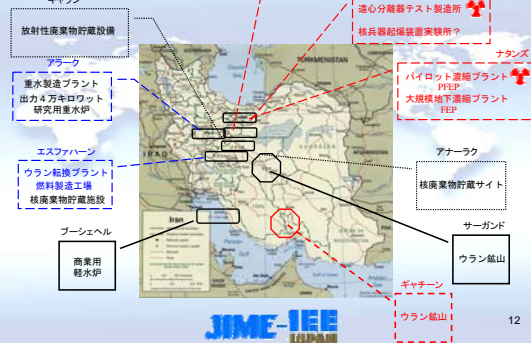 放射性廃棄物貯蔵設備
遠心分離器テスト製造所
核兵器起爆装置実験所？
アラーク
重水製造プラント
出力4万キロワット
研究用重水炉
ナタンズ
パイロット濃縮プラント
PFEP
大規模地下濃縮プラント
FEP
TURKMENISTAN
IRAQ
エスファハーン
ウラン転換プラント
燃料製造工場
核廃棄物貯蔵施設
アナーラク
核廃棄物貯蔵サイト
ブーシェヘル
商業用
軽水炉
Iran
Persian
サーガンド
ウラン鉱山
ギャチーン
ウラン鉱山
JIME-IEE
JAPAN
12